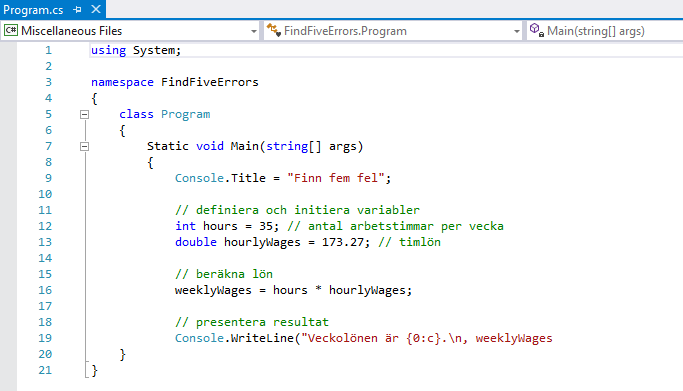 Program.cs
C# Miscellaneous Files FindFiveErrors.Program Main(string[] args)
1 using System;
2
3 namespace FindFiveErrors
4 {
5 class Program
6 {
7 Static void Main(string[] args)
8 {
9 Console.Title = "Finn fem fel";
10
11 // definiera och initiera variabler
12 int hours = 35; // antal arbetstimmar per vecka
13 double hourlyWages = 173.27; // timlön
14
15 // beräkna lön
16 weeklyWages = hours * hourlyWages;
17
18 // presentera resultat
19 Console.WriteLine("Veckolönen är {0:c}.\n, weeklyWages
20 }
21 }